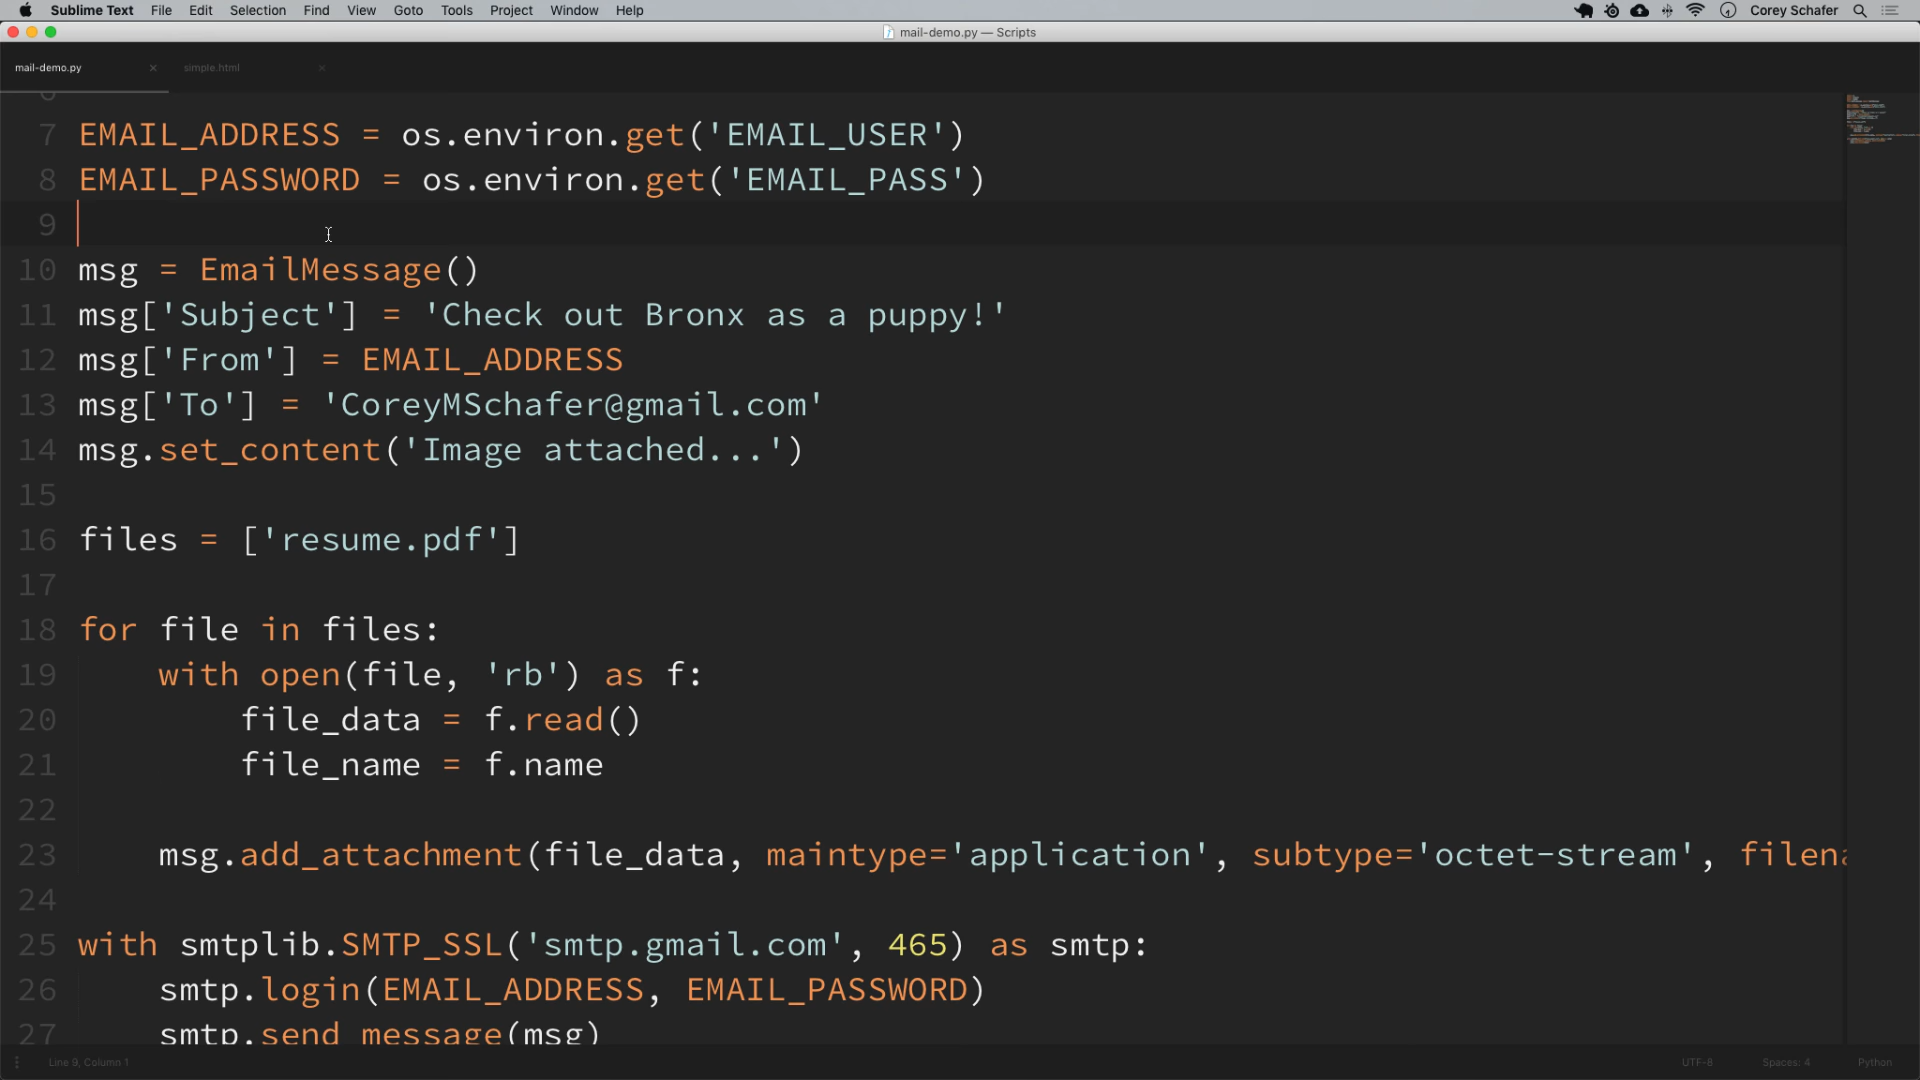 Sublime Text File Edit Selection Find View Goto Tools Project Window Help Corey Schafer
mail-demo.py — Scripts
mail-demo.py × simple.html ×
7 EMAIL_ADDRESS = os.environ.get('EMAIL_USER')
8 EMAIL_PASSWORD = os.environ.get('EMAIL_PASS')
9
10 msg = EmailMessage()
11 msg['Subject'] = 'Check out Bronx as a puppy!'
12 msg['From'] = EMAIL_ADDRESS
13 msg['To'] = 'CoreyMSchafer@gmail.com'
14 msg.set_content('Image attached...')
15
16 files = ['resume.pdf']
17
18 for file in files:
19 with open(file, 'rb') as f:
20 file_data = f.read()
21 file_name = f.name
22
23 msg.add_attachment(file_data, maintype='application', subtype='octet-stream', filen
24
25 with smtplib.SMTP_SSL('smtp.gmail.com', 465) as smtp:
26 smtp.login(EMAIL_ADDRESS, EMAIL_PASSWORD)
27 smtp.send_message(msg)
Line 9, Column 1 UTF-8 Spaces: 4 Python